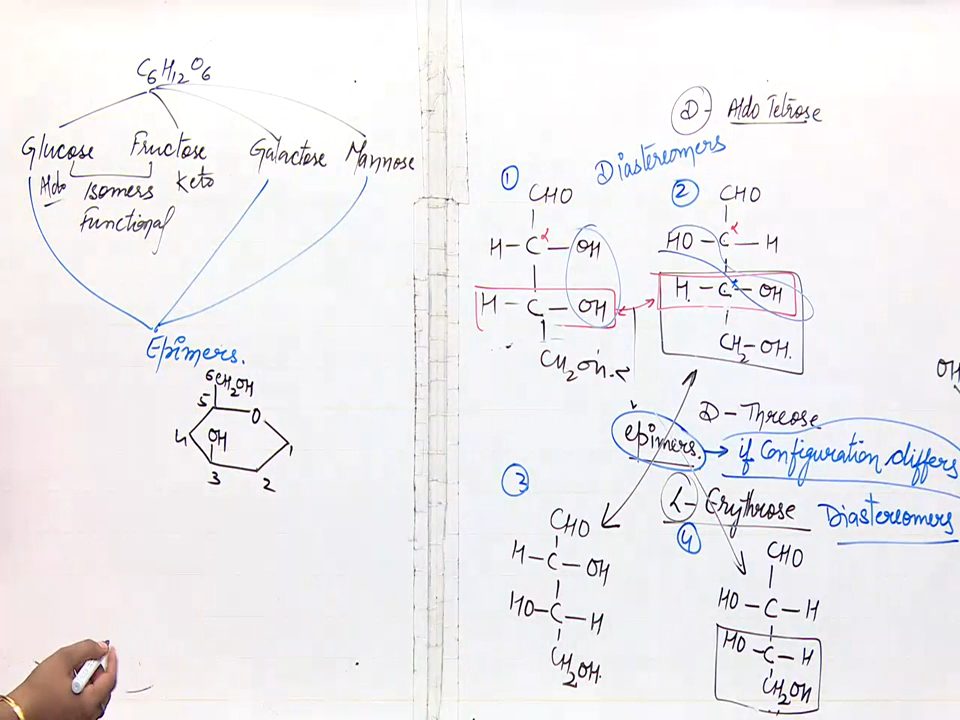 C6H12O6
Glucose Fructose Galactose Mannose
Aldo Isomers Keto
Functional
Epimers.
6CH2OH
5 O
4 OH 1
3 2
D- Aldo Tetrose
Diastereomers
1 2
CHO CHO
H-C-OH α HO-C-H α
H-C-OH H-C*-OH
CH2OH. CH2-OH.
OH
D-Threose
epimers. → if Configuration differs
3 L-Erythrose Diastereomers
4
CHO CHO
H-C-OH HO-C-H
HO-C-H HO-C-H
CH2OH. CH2OH